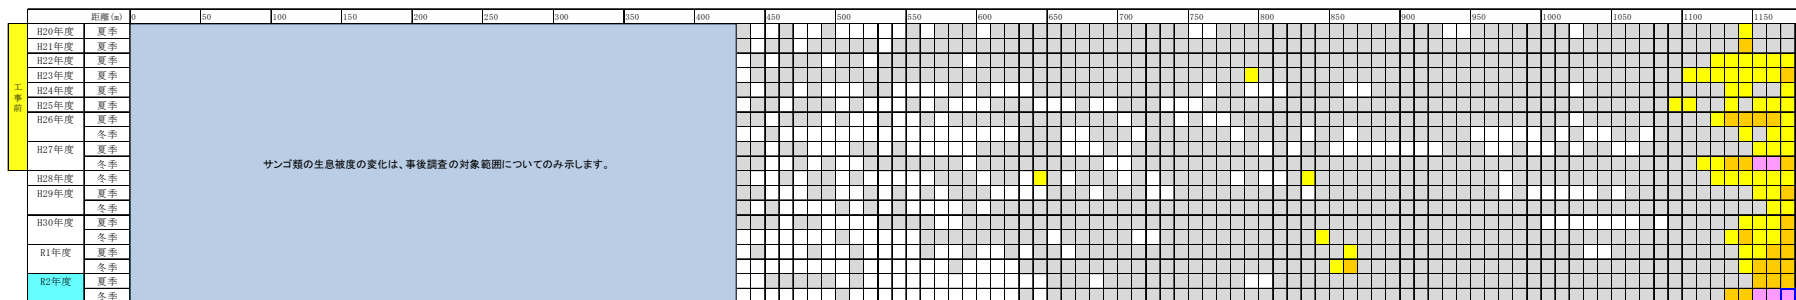 距離(m) 0 50 100 150 200 250 300 350 400 450 500 550 600 650 700 750 800 850 900 950 1000 1050 1100 1150
工事前
H20年度 夏季
H21年度 夏季
H22年度 夏季
H23年度 夏季
H24年度 夏季
H25年度 夏季
H26年度 夏季
冬季
H27年度 夏季
冬季
サンゴ類の生息被度の変化は、事後調査の対象範囲についてのみ示します。
H28年度 冬季
H29年度 夏季
冬季
H30年度 夏季
冬季
R1年度 夏季
冬季
R2年度 夏季
冬季